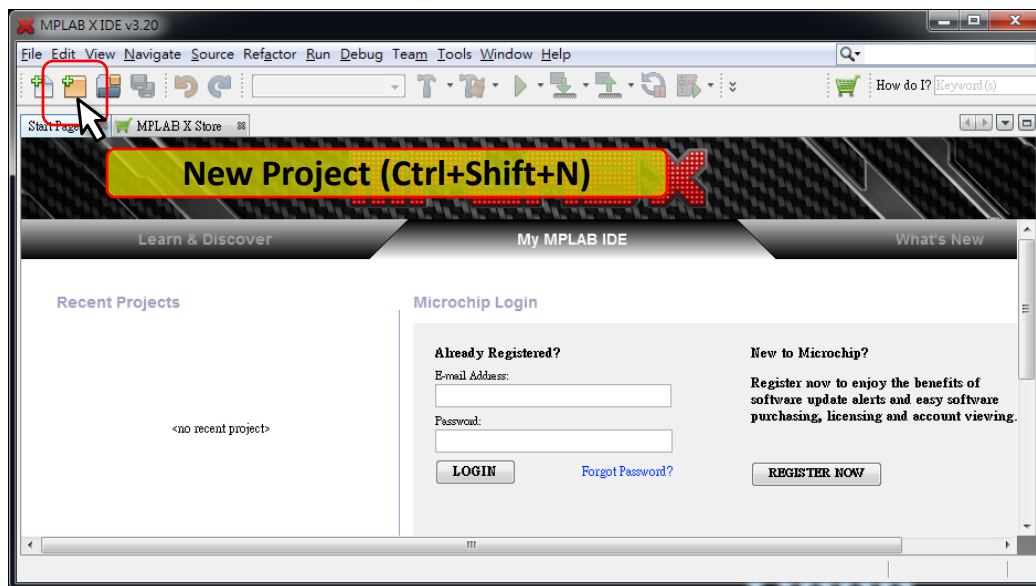 MPLAB X IDE v3.20
File Edit View Navigate Source Refactor Run Debug Team Tools Window Help
How do I? Keyword(s)
Start Page MPLAB X Store
New Project (Ctrl+Shift+N)
Learn & Discover My MPLAB IDE What's New
Recent Projects Microchip Login
Already Registered? New to Microchip?
E-mail Address:
Register now to enjoy the benefits of
software update alerts and easy software
purchasing, licensing and account viewing.
Password:
<no recent project>
LOGIN Forgot Password? REGISTER NOW